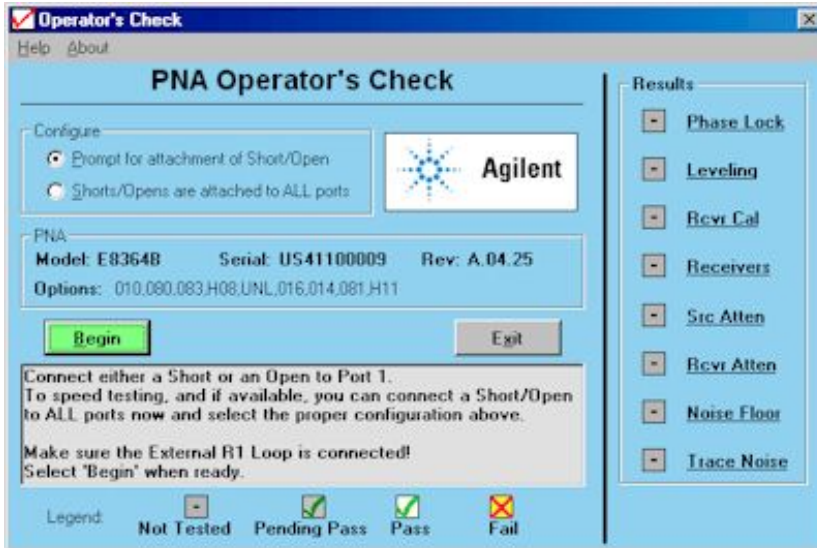 Operator's Check
Help About
PNA Operator's Check
Configure
Prompt for attachment of Short/Open
Shorts/Opens are attached to ALL ports
Agilent
PNA
Model: E8364B Serial: US41100009 Rev: A.04.25
Options: 010,080,083,H08,UNL,016,014,081,H11
Begin Exit
Connect either a Short or an Open to Port 1.
To speed testing, and if available, you can connect a Short/Open
to ALL ports now and select the proper configuration above.
Make sure the External R1 Loop is connected!
Select 'Begin' when ready.
Legend: Not Tested Pending Pass Pass Fail
Results
Phase Lock
Leveling
Rcvr Cal
Receivers
Src Atten
Rcvr Atten
Noise Floor
Trace Noise